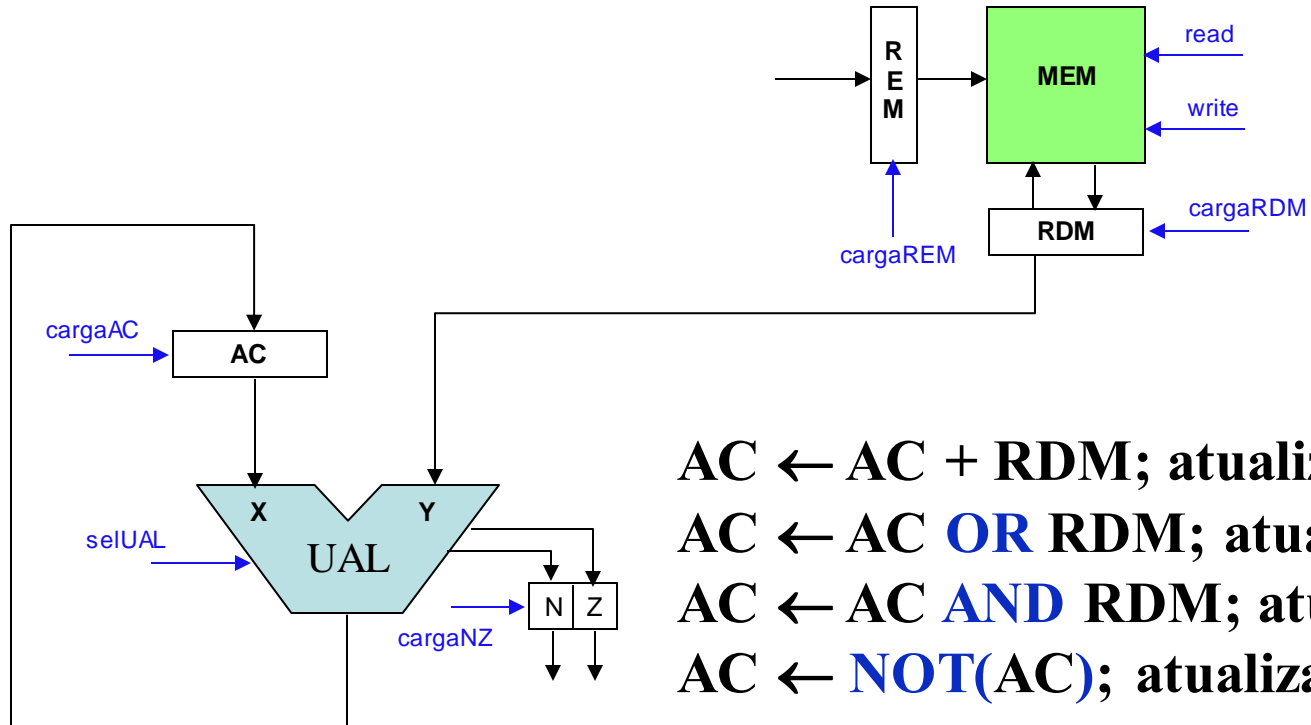 R
E
M
MEM
read
write
RDM
cargaRDM
cargaREM
cargaAC
AC
X
Y
selUAL
UAL
N Z
cargaNZ
AC ← AC + RDM;
AC ← AC OR RDM;
AC ← AC AND RDM;
AC ← NOT(AC);